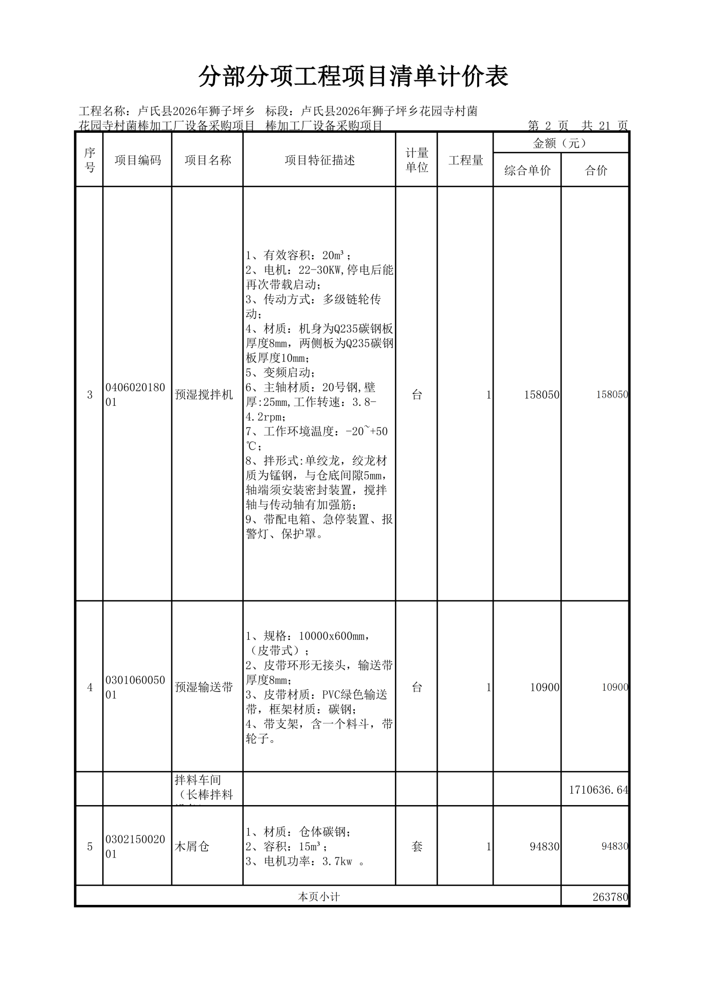 分部分项工程项目清单计价表
工程名称：卢氏县2026年狮子坪乡
花园寺村菌棒加工厂设备采购项目
标段：卢氏县2026年狮子坪乡花园寺村菌
棒加工厂设备采购项目
第 2 页 共 21 页
序
号
项目编码
项目名称
项目特征描述
计量
单位
工程量
金额（元）
综合单价
合价
3
0406020180
01
预湿搅拌机
1、有效容积：20m³；
2、电机：22-30KW,停电后能
再次带载启动；
3、传动方式：多级链轮传
动；
4、材质：机身为Q235碳钢板
厚度8mm，两侧板为Q235碳钢
板厚度10mm；
5、变频启动；
6、主轴材质：20号钢,壁
厚:25mm,工作转速：3.8-
4.2rpm；
7、工作环境温度：-20~+50
℃；
8、拌形式:单绞龙，绞龙材
质为锰钢，与仓底间隙5mm，
轴端须安装密封装置，搅拌
轴与传动轴有加强筋；
9、带配电箱、急停装置、报
警灯、保护罩。
台
1
158050
158050
4
0301060050
01
预湿输送带
1、规格：10000x600mm，
（皮带式）；
2、皮带环形无接头，输送带
厚度8mm；
3、皮带材质：PVC绿色输送
带，框架材质：碳钢；
4、带支架，含一个料斗，带
轮子。
台
1
10900
10900
拌料车间
（长棒拌料
1710636.64
5
0302150020
01
木屑仓
1、材质：仓体碳钢；
2、容积：15m³；
3、电机功率：3.7kw 。
套
1
94830
94830
本页小计
263780